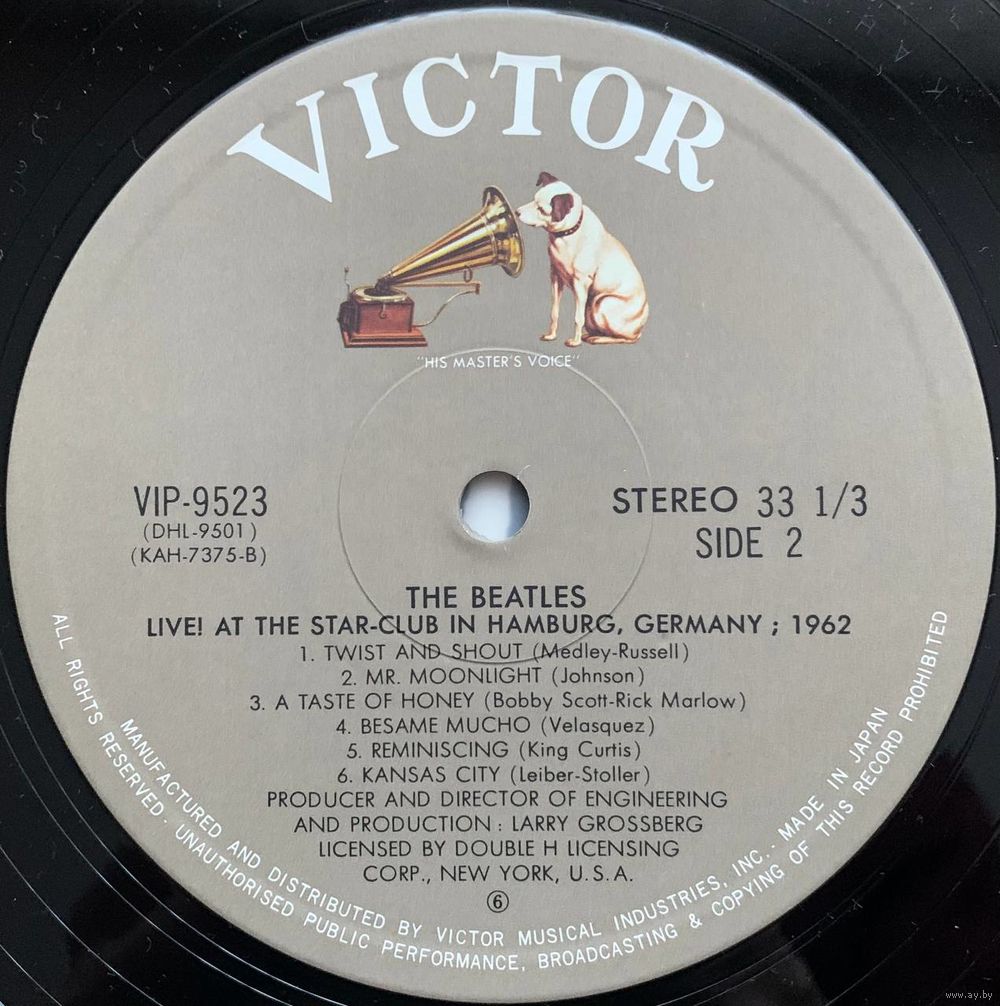 VICTOR
"HIS MASTER'S VOICE"
VIP-9523
(DHL-9501)
(KAH-7375-B)
STEREO 33 1/3
SIDE 2
THE BEATLES
LIVE! AT THE STAR-CLUB IN HAMBURG, GERMANY ; 1962
1. TWIST AND SHOUT (Medley-Russell)
2. MR. MOONLIGHT (Johnson)
3. A TASTE OF HONEY (Bobby Scott-Rick Marlow)
4. BESAME MUCHO (Velasquez)
5. REMINISCING (King Curtis)
6. KANSAS CITY (Leiber-Stoller)
PRODUCER AND DIRECTOR OF ENGINEERING
AND PRODUCTION : LARRY GROSSBERG
LICENSED BY DOUBLE H LICENSING
CORP., NEW YORK, U.S.A.
⑥
MANUFACTURED AND DISTRIBUTED BY VICTOR MUSICAL INDUSTRIES, INC.· MADE IN JAPAN
ALL RIGHTS RESERVED· UNAUTHORISED PUBLIC PERFORMANCE, BROADCASTING & COPYING OF THIS RECORD PROHIBITED
www.ay.by